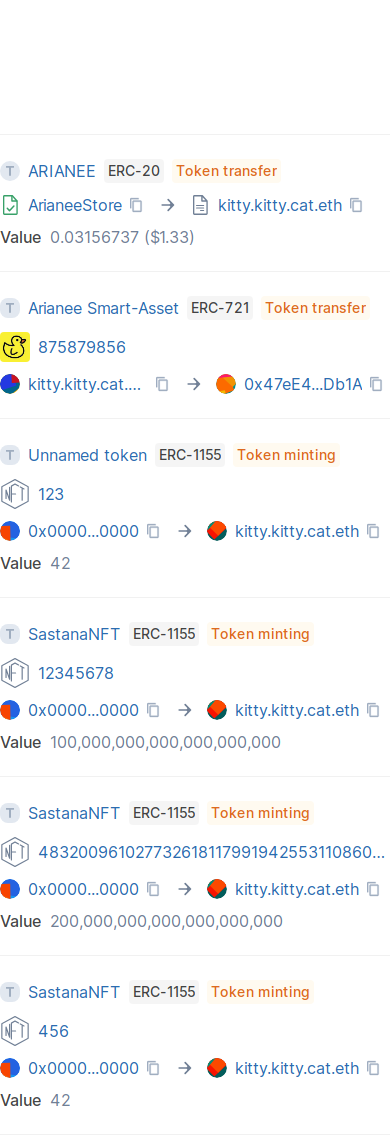 T ARIANEE ERC-20 Token transfer
ArianeeStore → kitty.kitty.cat.eth
Value 0.03156737 ($1.33)
T Arianee Smart-Asset ERC-721 Token transfer
875879856
kitty.kitty.cat.... → 0x47eE4...Db1A
T Unnamed token ERC-1155 Token minting
NFT 123
0x0000...0000 → kitty.kitty.cat.eth
Value 42
T SastanaNFT ERC-1155 Token minting
NFT 12345678
0x0000...0000 → kitty.kitty.cat.eth
Value 100,000,000,000,000,000,000
T SastanaNFT ERC-1155 Token minting
NFT 483200961027732618117991942553110860...
0x0000...0000 → kitty.kitty.cat.eth
Value 200,000,000,000,000,000,000
T SastanaNFT ERC-1155 Token minting
NFT 456
0x0000...0000 → kitty.kitty.cat.eth
Value 42